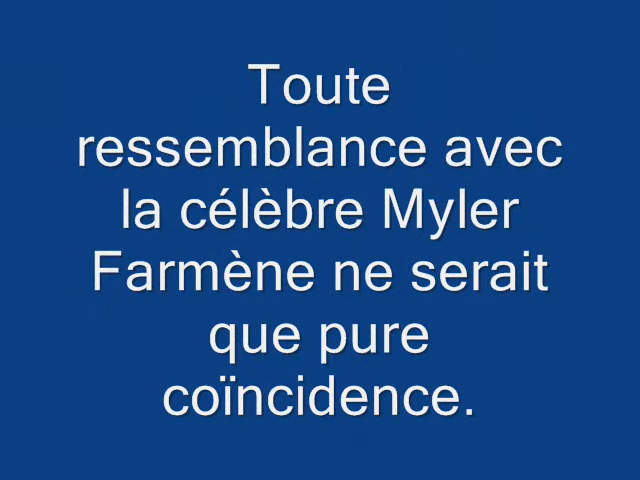 Toute
ressemblance avec
la célèbre Myler
Farmène ne serait
que pure
coïncidence.